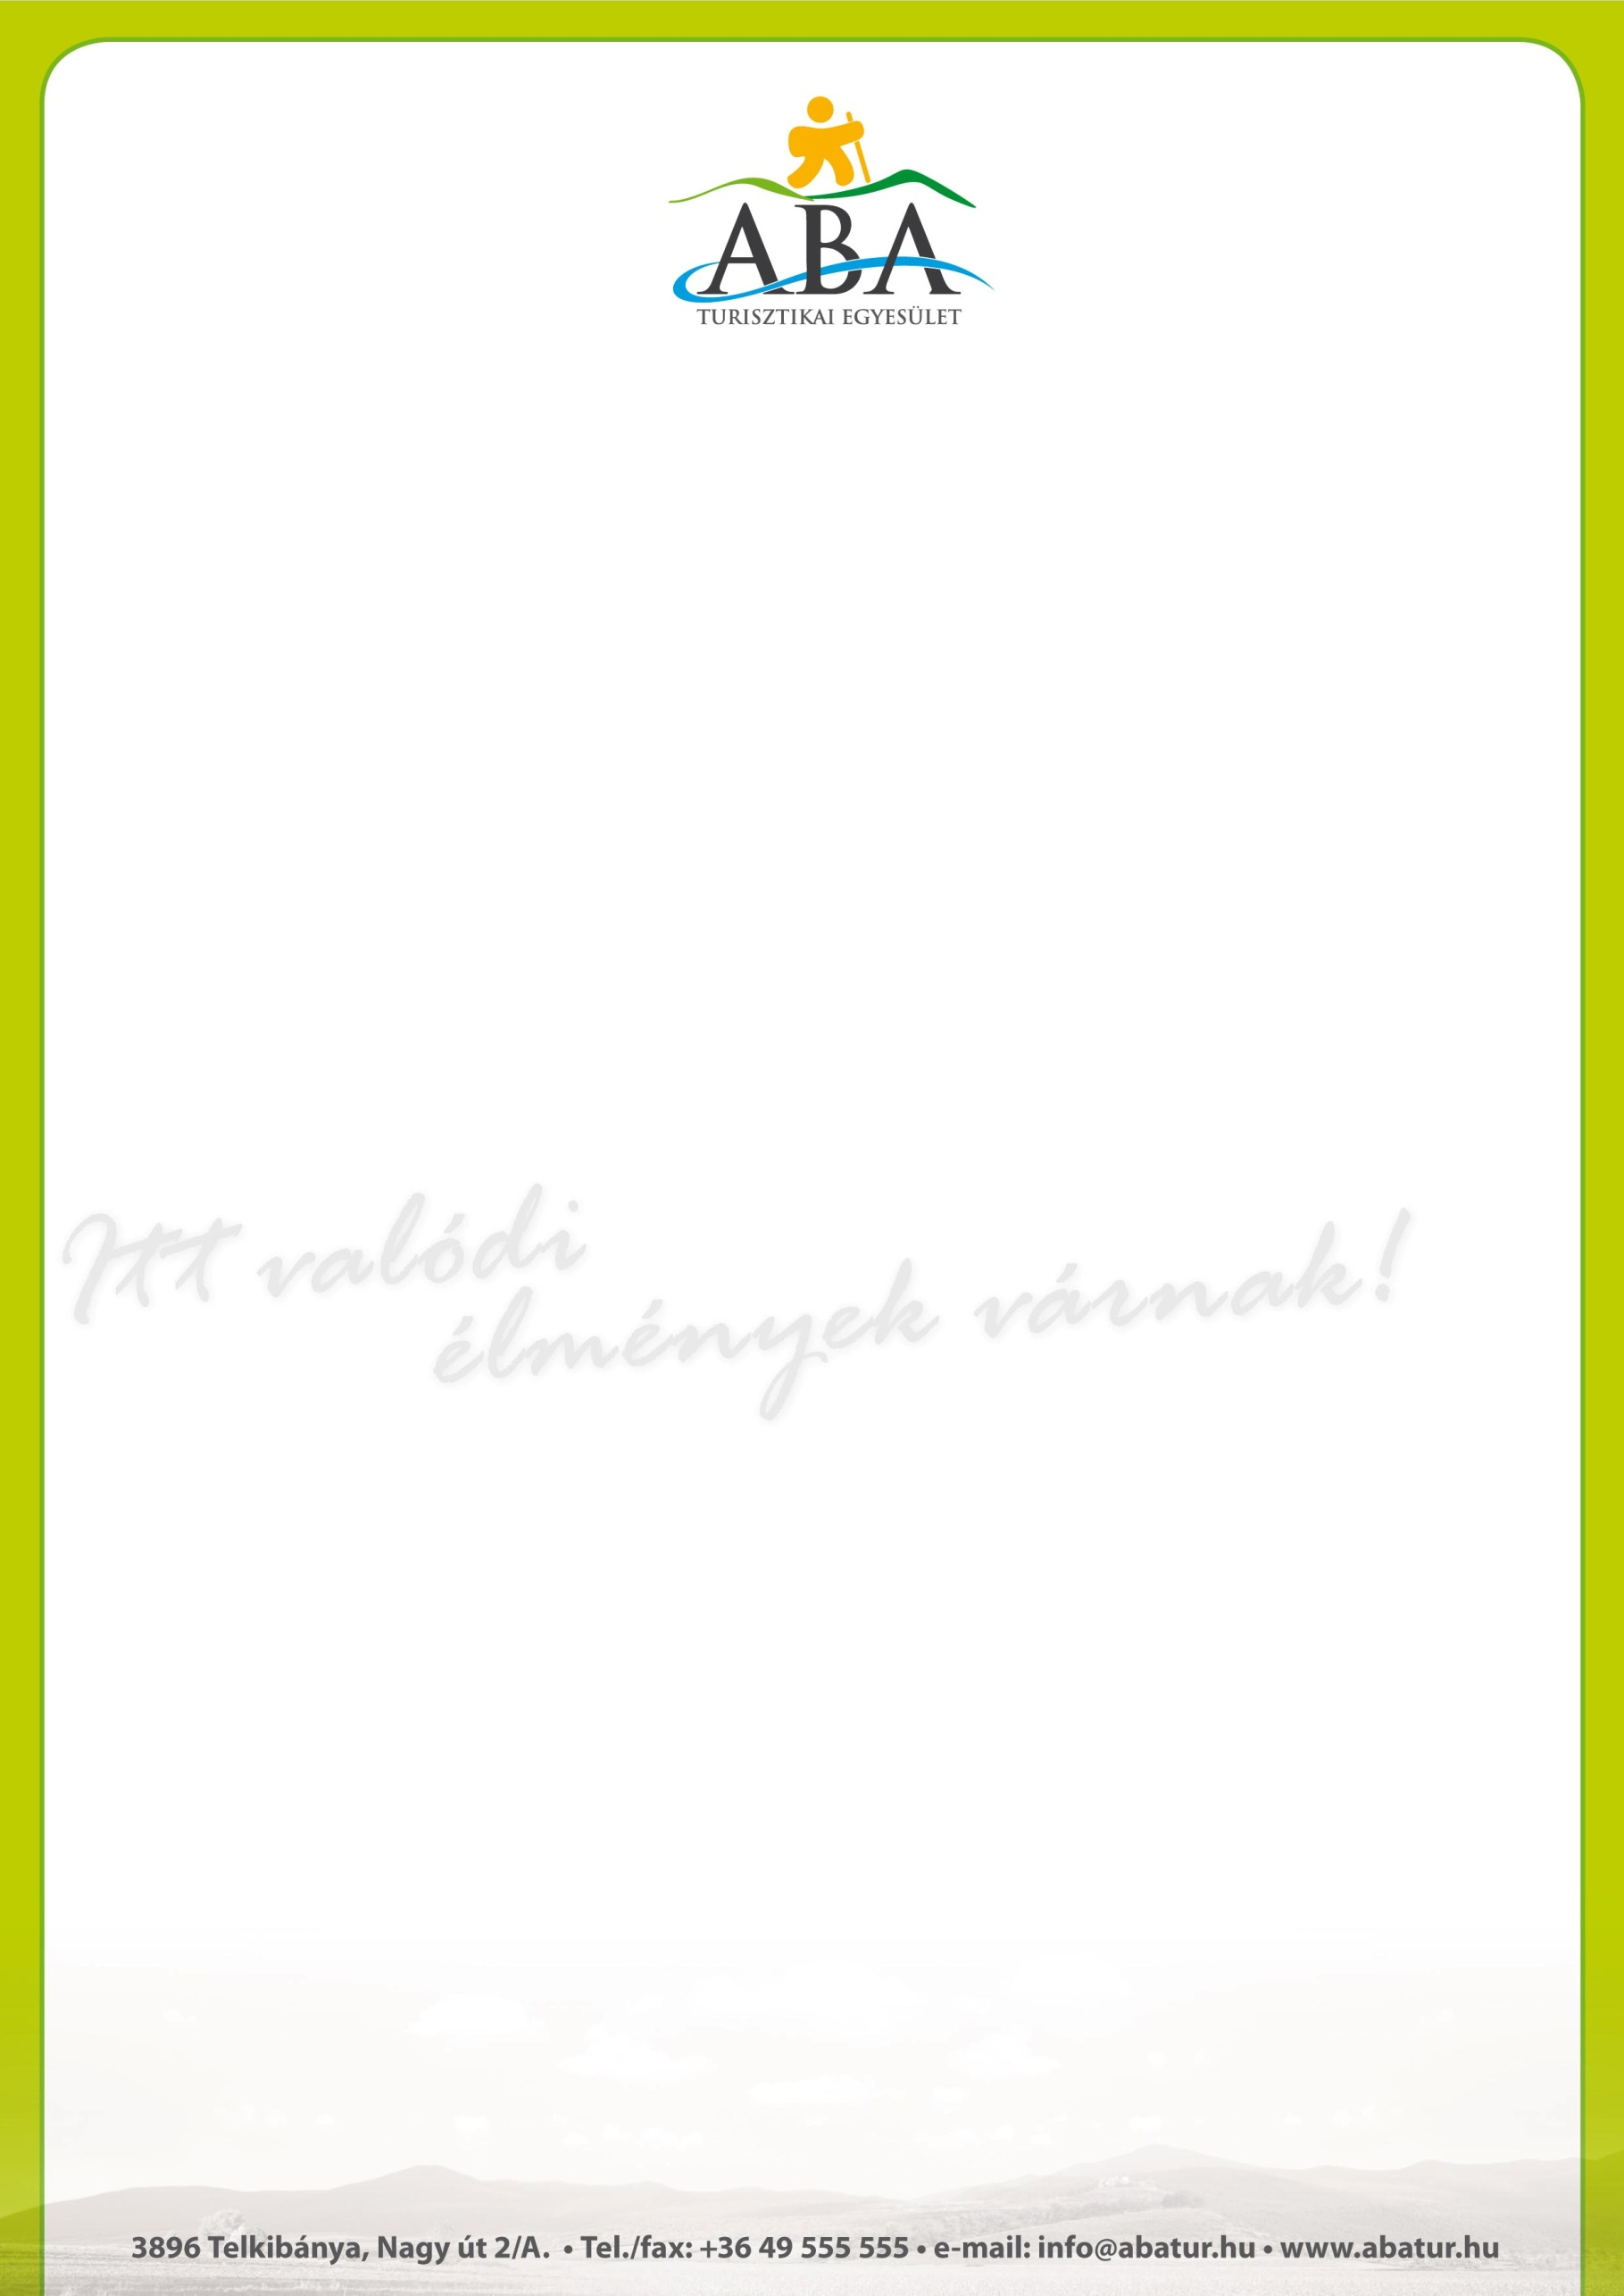 ABA
TURISZTIKAI EGYESÜLET
Itt valódi
élmények várnak!
3896 Telkibánya, Nagy út 2/A. • Tel./fax: +36 49 555 555 • e-mail: info@abatur.hu • www.abatur.hu